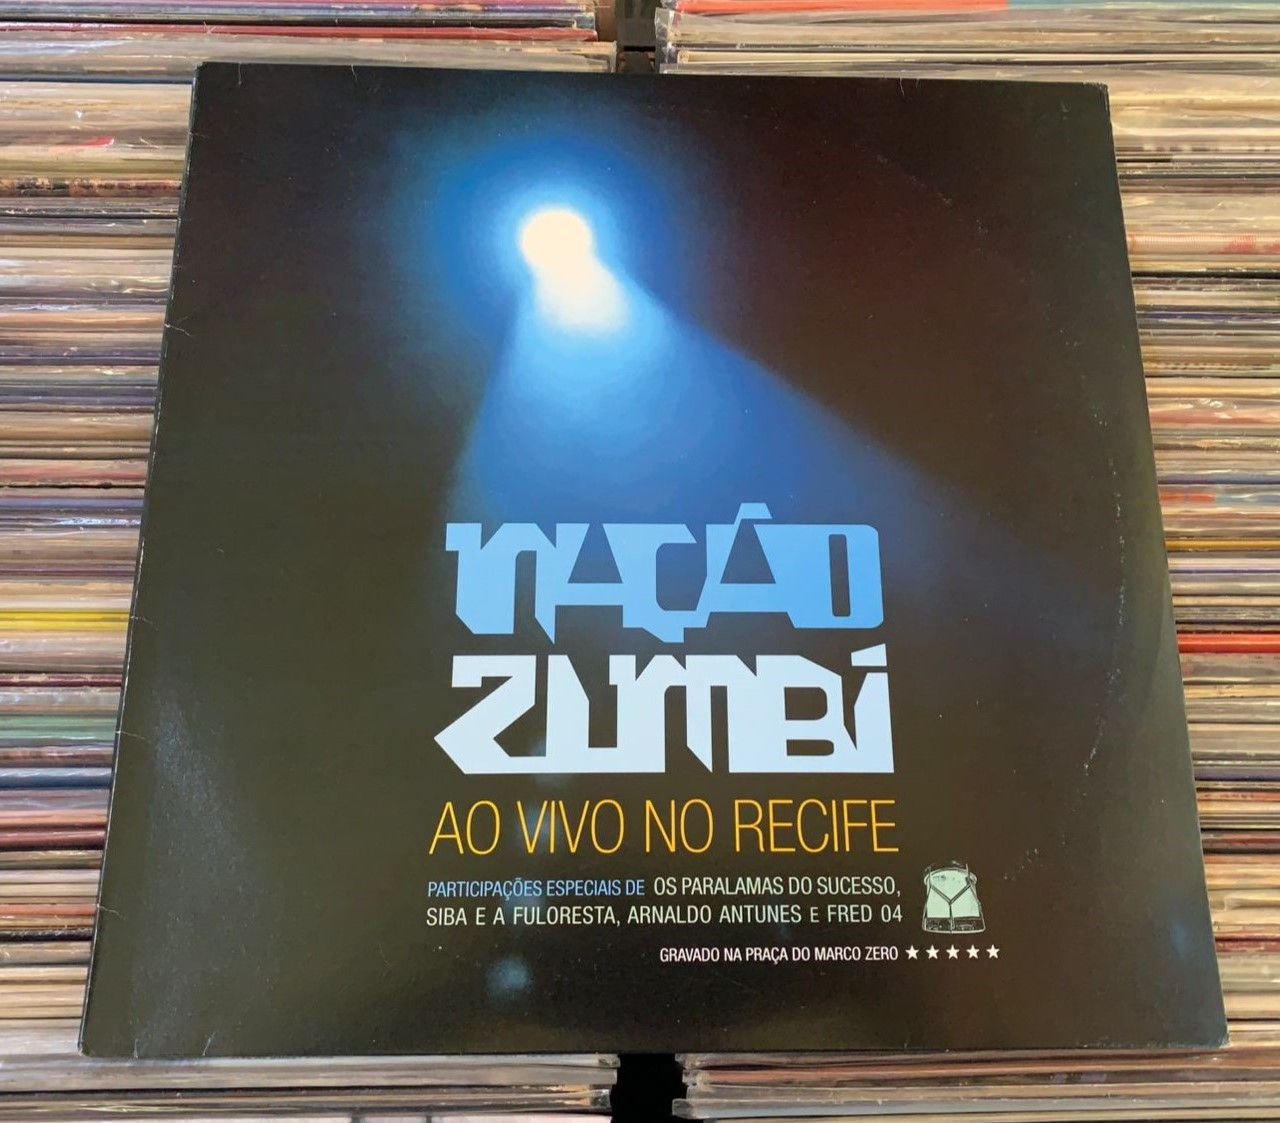 NAÇÃO
ZUMBI
AO VIVO NO RECIFE
PARTICIPAÇÕES ESPECIAIS DE OS PARALAMAS DO SUCESSO,
SIBA E A FULORESTA, ARNALDO ANTUNES E FRED 04
GRAVADO NA PRAÇA DO MARCO ZERO ★★★★★